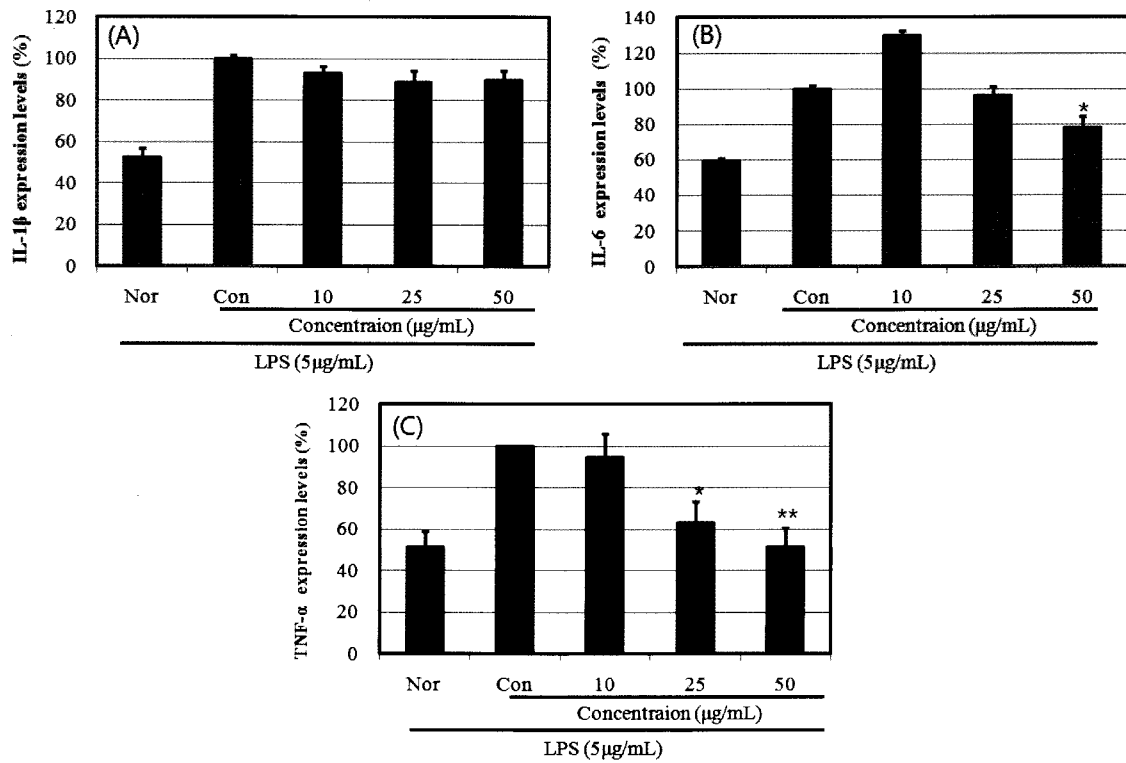 (A)
IL-1β expression levels (%)
120
100
80
60
40
20
0
Nor Con 10 25 50
Concentraion (μg/mL)
LPS (5μg/mL)
(B)
IL-6 expression levels (%)
140
120
100
80
60
40
20
0
*
Nor Con 10 25 50
Concentraion (μg/mL)
LPS (5μg/mL)
(C)
TNF-α expression levels (%)
120
100
80
60
40
20
0
* **
Nor Con 10 25 50
Concentraion (μg/mL)
LPS (5μg/mL)